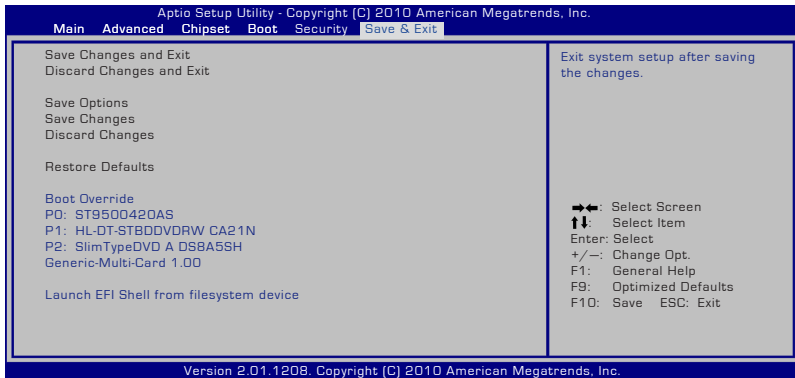 Aptio Setup Utility - Copyright (C) 2010 American Megatrends, Inc.
Main Advanced Chipset Boot Security Save & Exit
Save Changes and Exit
Discard Changes and Exit
Save Options
Save Changes
Discard Changes
Restore Defaults
Boot Override
P0: ST9500420AS
P1: HL-DT-STBDDVDRW CA21N
P2: SlimTypeDVD A DS8A5SH
Generic-Multi-Card 1.00
Launch EFI Shell from filesystem device
Exit system setup after saving
the changes.
→←: Select Screen
↑↓: Select Item
Enter: Select
+/—: Change Opt.
F1: General Help
F9: Optimized Defaults
F10: Save ESC: Exit
Version 2.01.1208. Copyright (C) 2010 American Megatrends, Inc.